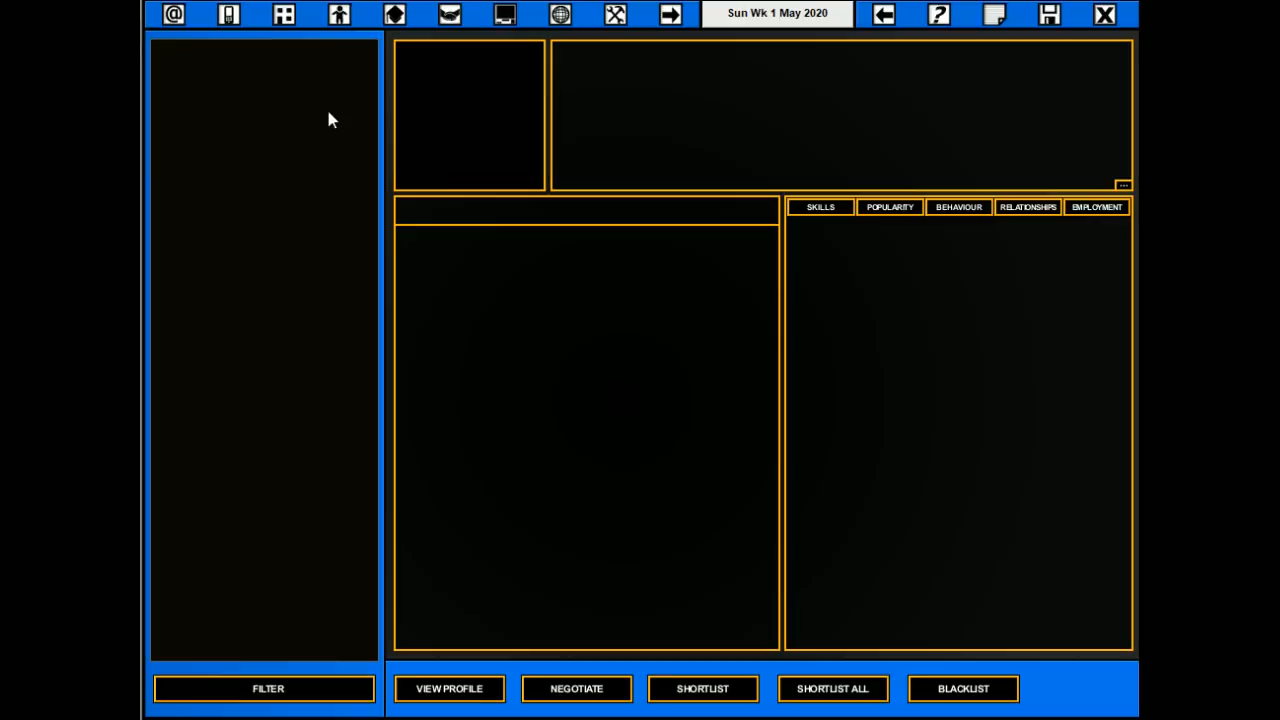 @
Sun Wk 1 May 2020
?
X
...
SKILLS POPULARITY BEHAVIOUR RELATIONSHIPS EMPLOYMENT
FILTER VIEW PROFILE NEGOTIATE SHORTLIST SHORTLIST ALL BLACKLIST